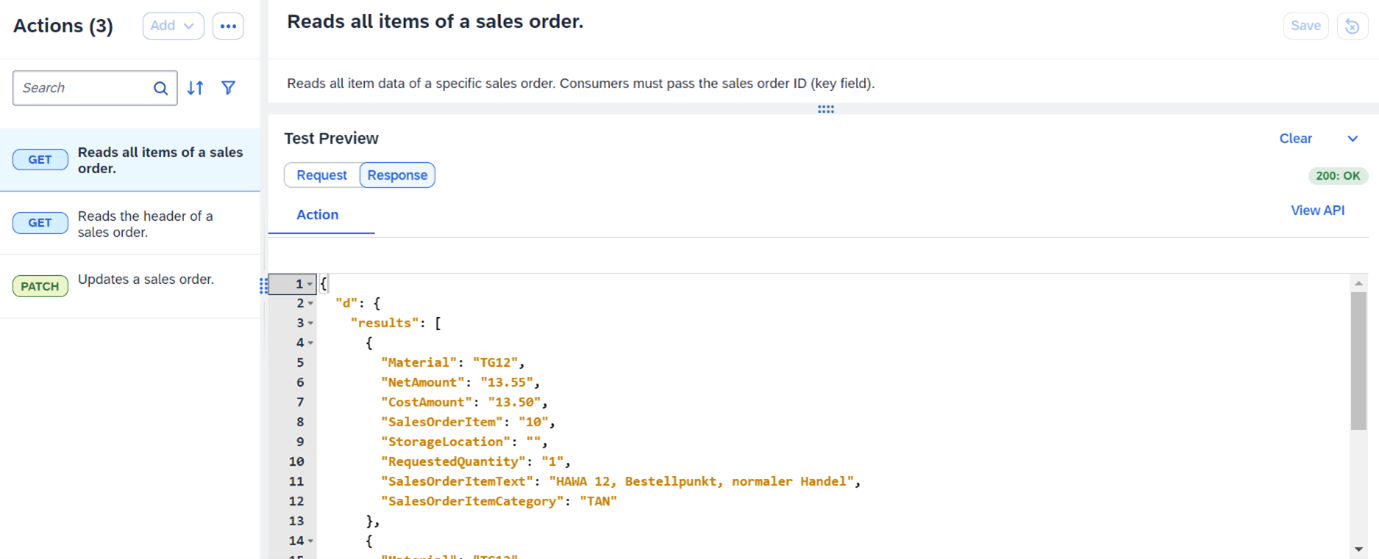 Actions (3)
Add
Search
GET
Reads all items of a sales
order.
GET
Reads the header of a
sales order.
PATCH
Updates a sales order.
Reads all items of a sales order.
Save
Reads all item data of a specific sales order. Consumers must pass the sales order ID (key field).
Test Preview
Clear
Request
Response
200: OK
Action
View API
1 {
2 "d": {
3 "results": [
4 {
5 "Material": "TG12",
6 "NetAmount": "13.55",
7 "CostAmount": "13.50",
8 "SalesOrderItem": "10",
9 "StorageLocation": "",
10 "RequestedQuantity": "1",
11 "SalesOrderItemText": "HAWA 12, Bestellpunkt, normaler Handel",
12 "SalesOrderItemCategory": "TAN"
13 },
14 {